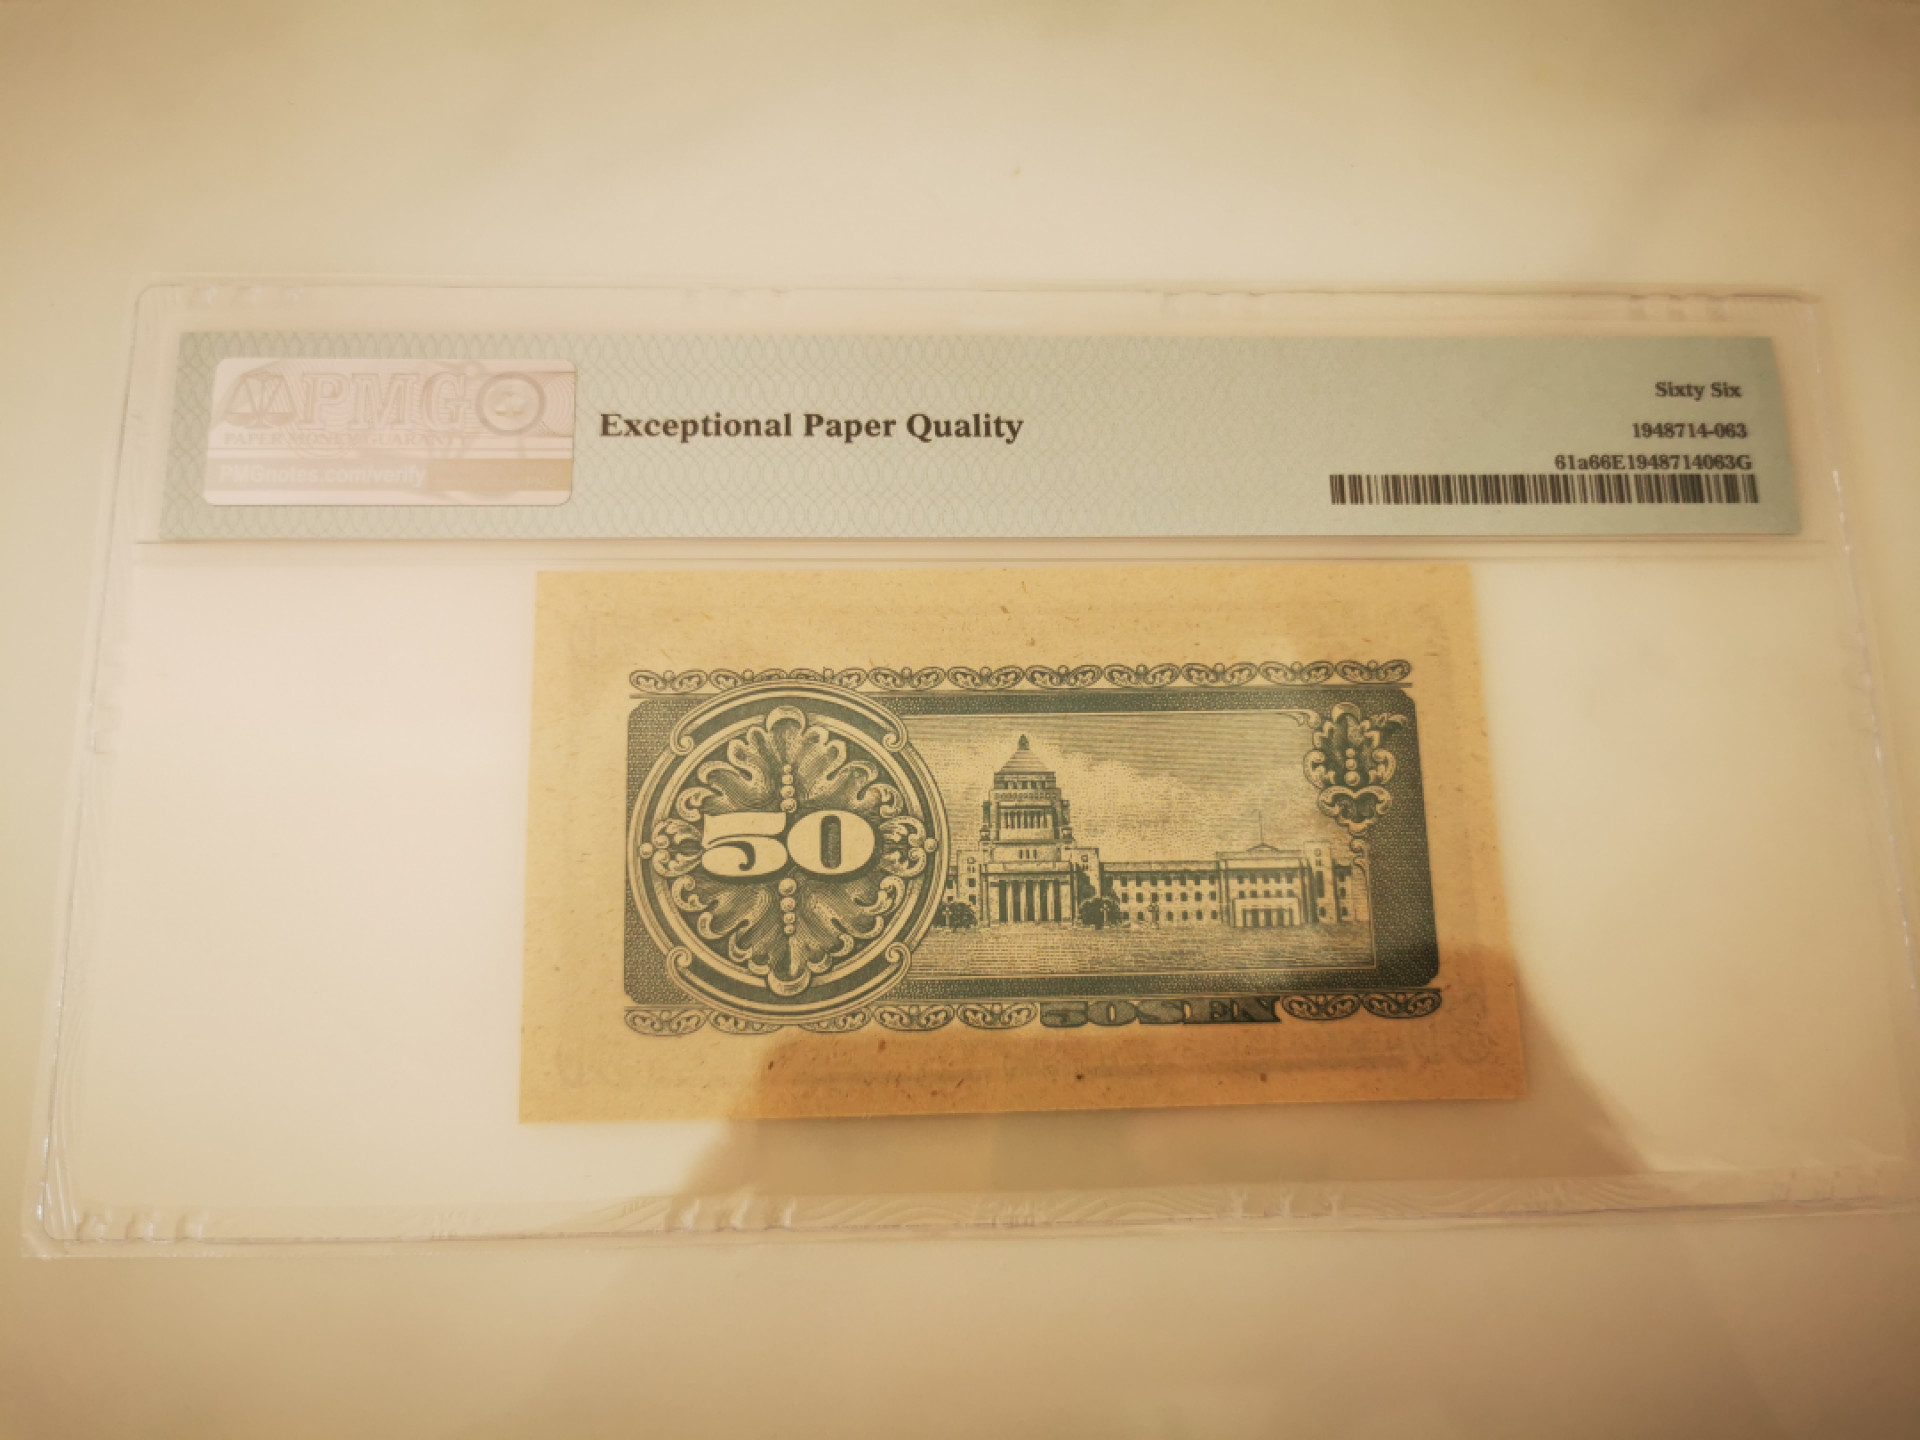 PMG
PAPER MONEY GUARANTY
PMGnotes.com/verify
Exceptional Paper Quality
Sixty Six
1948714-063
61a66E1948714063G
50
50 SEN